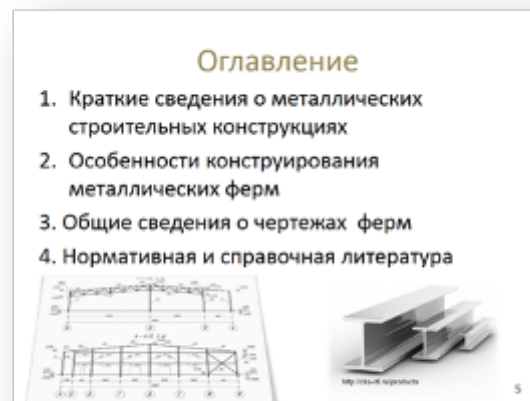 Оглавление
1. Краткие сведения о металлических
строительных конструкциях
2. Особенности конструирования
металлических ферм
3. Общие сведения о чертежах ферм
4. Нормативная и справочная литература
5